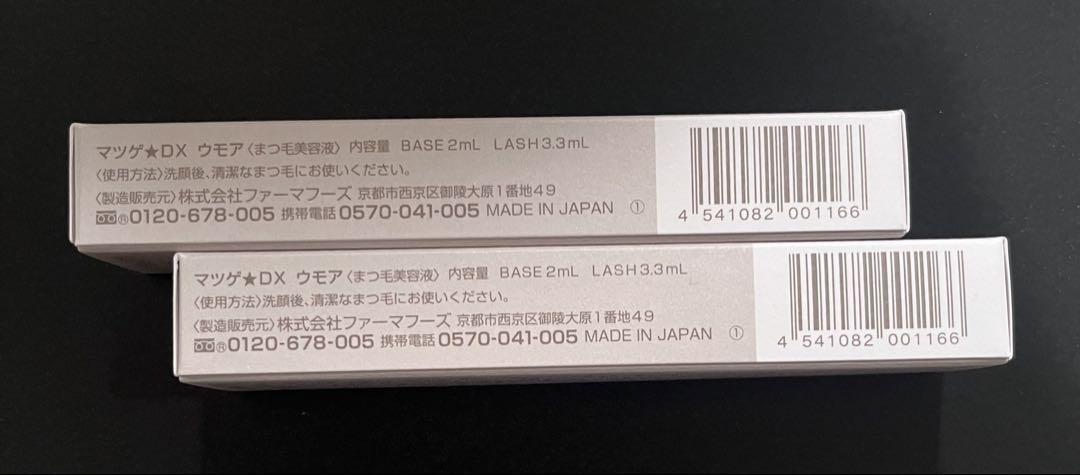 マツゲ★DX ウモア〈まつ毛美容液〉 内容量 BASE 2mL LASH 3.3mL
〈使用方法〉洗顔後、清潔なまつ毛にお使いください。
〈製造販売元〉株式会社ファーマフーズ 京都市西京区御陵大原1番地49
Ⓡ0120-678-005 携帯電話 0570-041-005 MADE IN JAPAN ①
4 541082 001166
マツゲ★DX ウモア〈まつ毛美容液〉 内容量 BASE 2mL LASH 3.3mL
〈使用方法〉洗顔後、清潔なまつ毛にお使いください。
〈製造販売元〉株式会社ファーマフーズ 京都市西京区御陵大原1番地49
Ⓡ0120-678-005 携帯電話 0570-041-005 MADE IN JAPAN ①
4 541082 001166